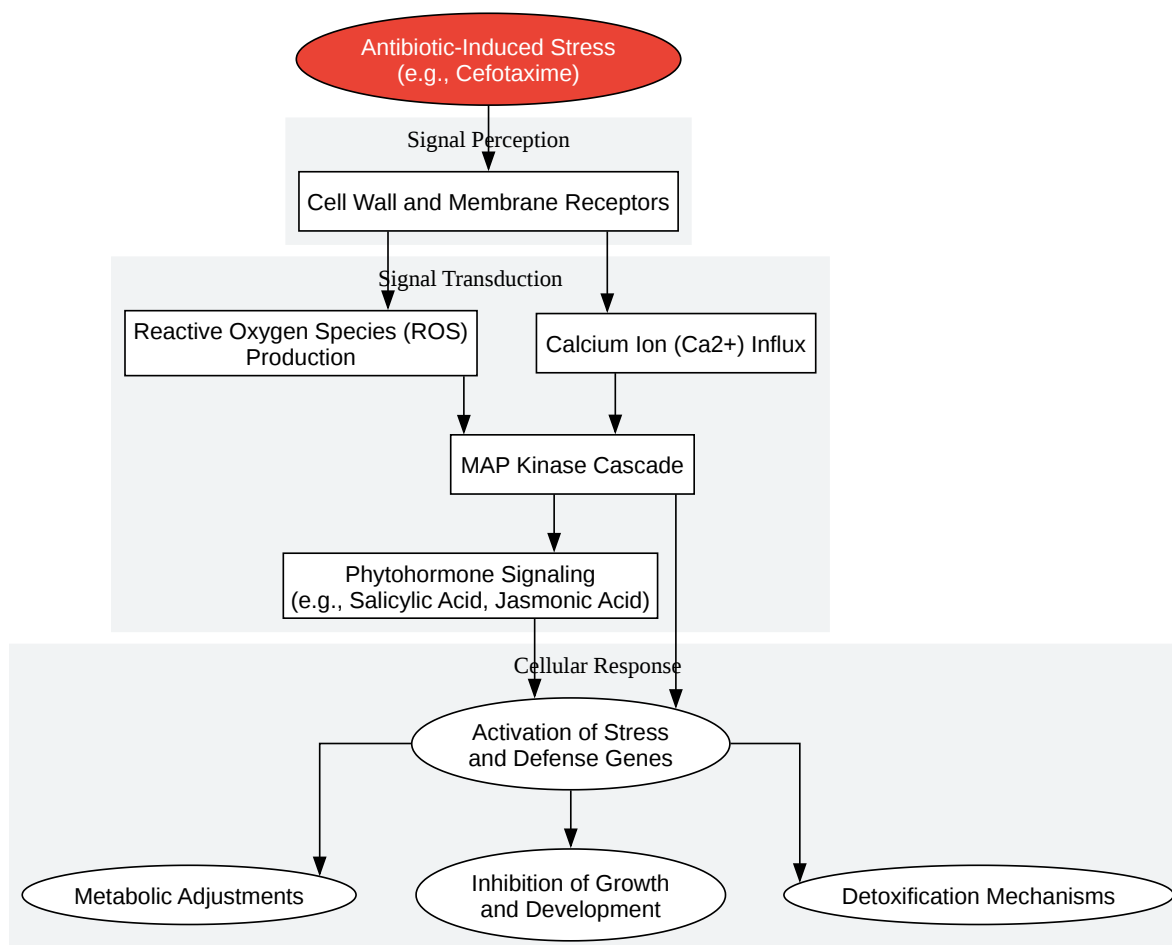 Antibiotic-Induced Stress
(e.g., Cefotaxime)
Signal Perception
Cell Wall and Membrane Receptors
Signal Transduction
Reactive Oxygen Species (ROS)
Production
Calcium Ion (Ca2+) Influx
MAP Kinase Cascade
Phytohormone Signaling
(e.g., Salicylic Acid, Jasmonic Acid)
Cellular Response
Activation of Stress
and Defense Genes
Metabolic Adjustments
Inhibition of Growth
and Development
Detoxification Mechanisms